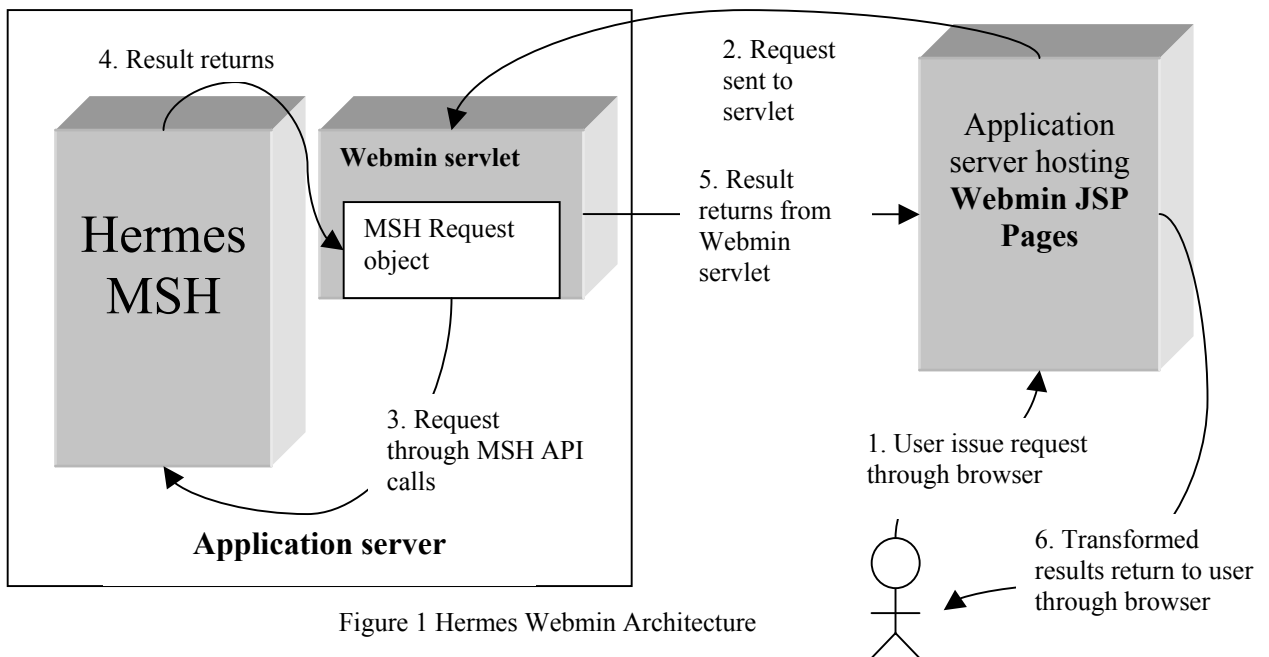 4. Result returns
2. Request
sent to
servlet
Application
server hosting
Webmin JSP
Pages
Webmin servlet
5. Result
returns from
Webmin
servlet
Hermes
MSH
MSH Request
object
3. Request
through MSH API
calls
1. User issue request
through browser
Application server
6. Transformed
results return to user
through browser
Figure 1 Hermes Webmin Architecture